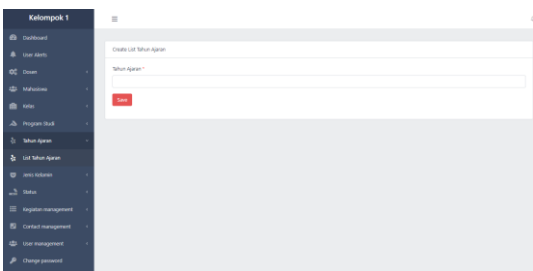 Kelompok 1
Dashboard
User Alerts
Dosen
Mahasiswa
Kelas
Program Studi
Tahun Ajaran
List Tahun Ajaran
Jenis Kelamin
Status
Kegiatan management
Contact management
User management
Change password
Create List Tahun Ajaran
Tahun Ajaran *
Save